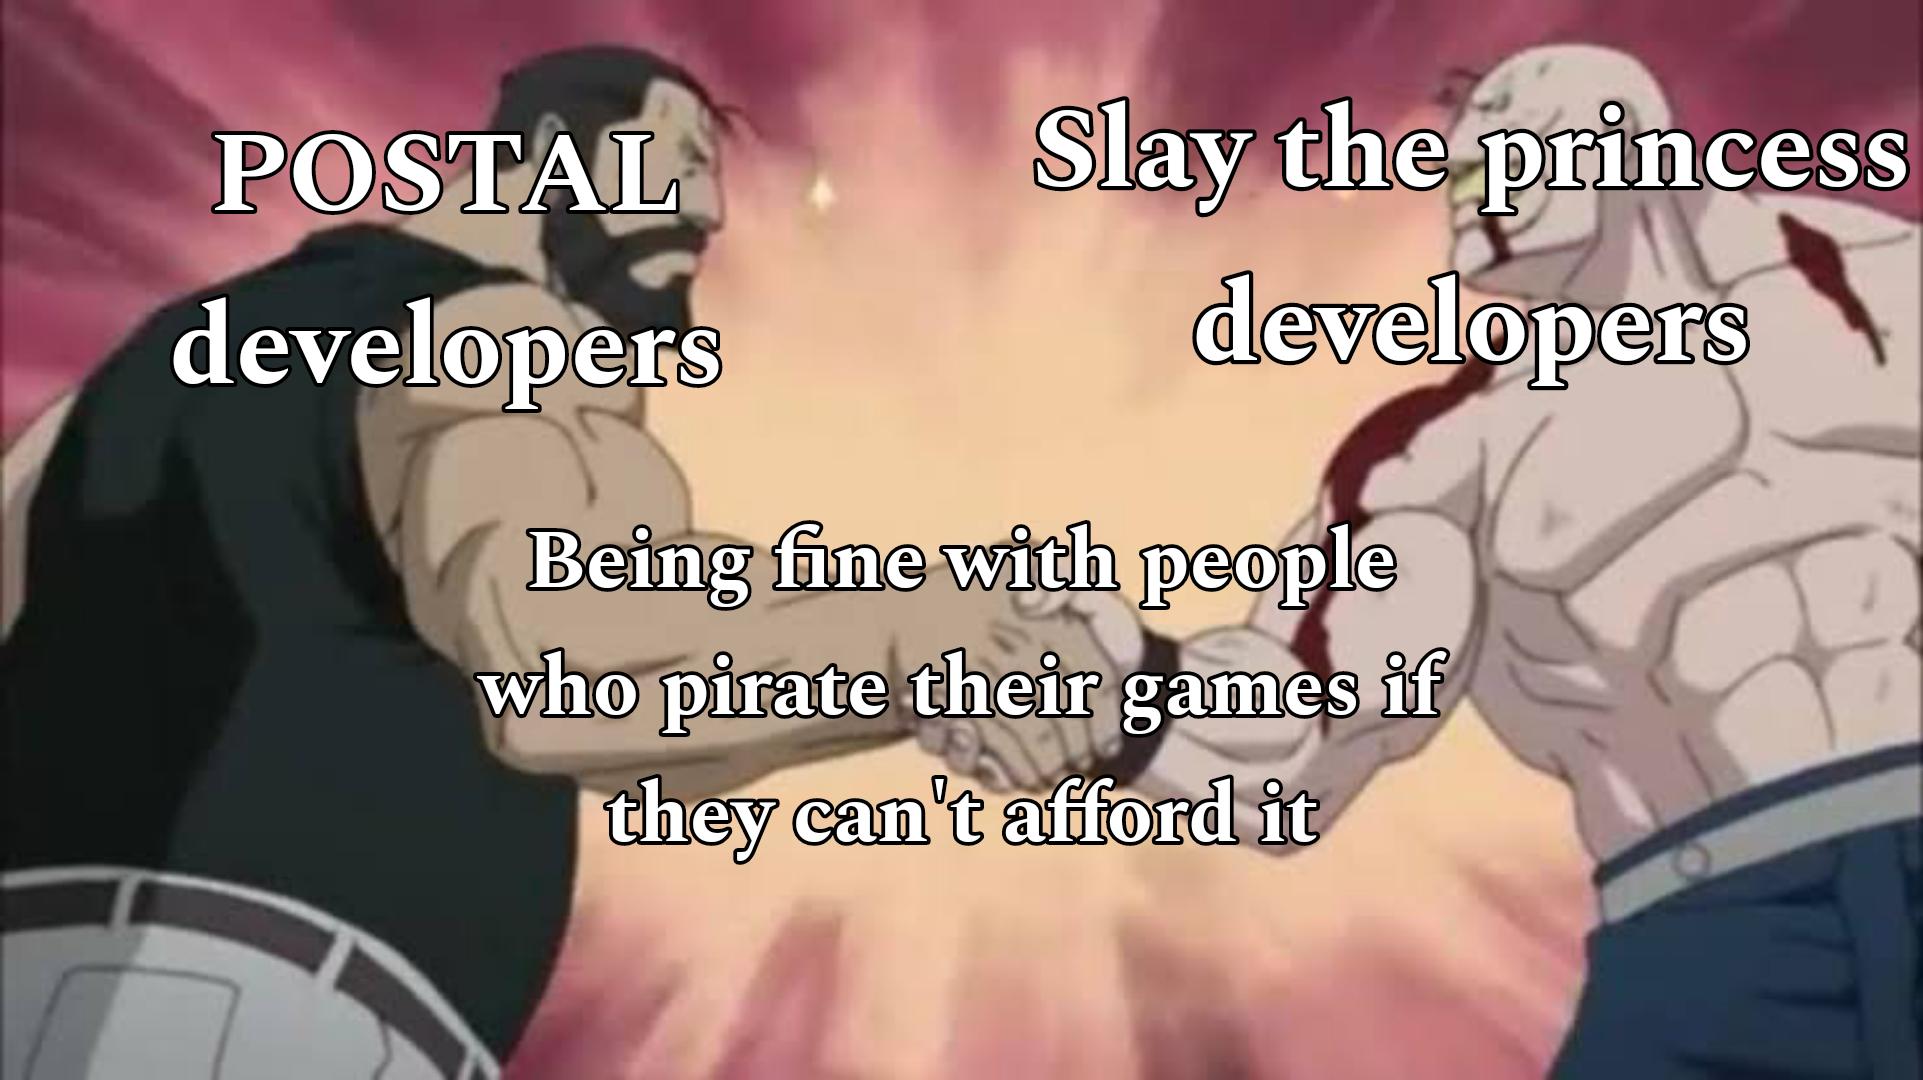 POSTAL
developers
Slay the princess
developers
Being fine with people
who pirate their games if
they can't afford it